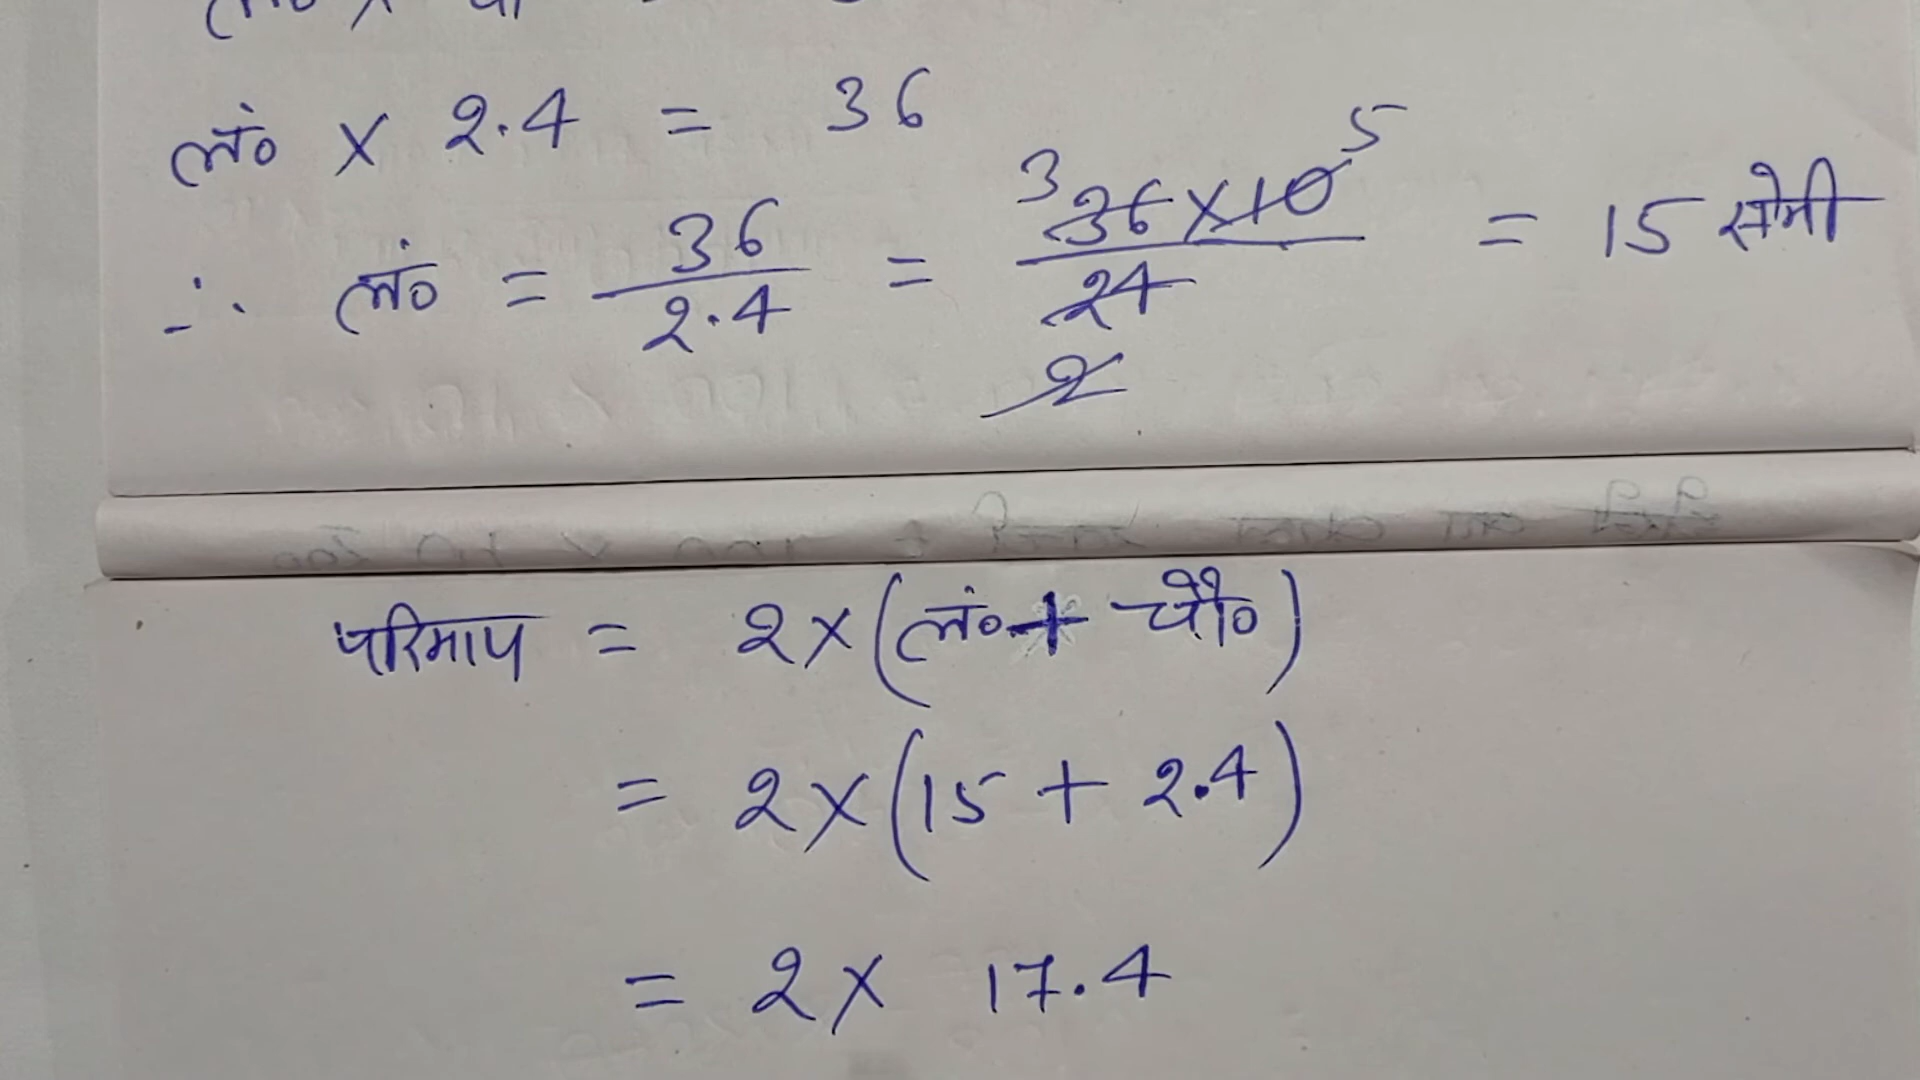 लं० × 2.4 = 36
∴ लं० = 36/2.4 = 3 36×10 5/24 2 = 15 सेमी
परिमाप = 2×(लं०+ चौ०)
= 2×(15 + 2.4)
= 2× 17.4